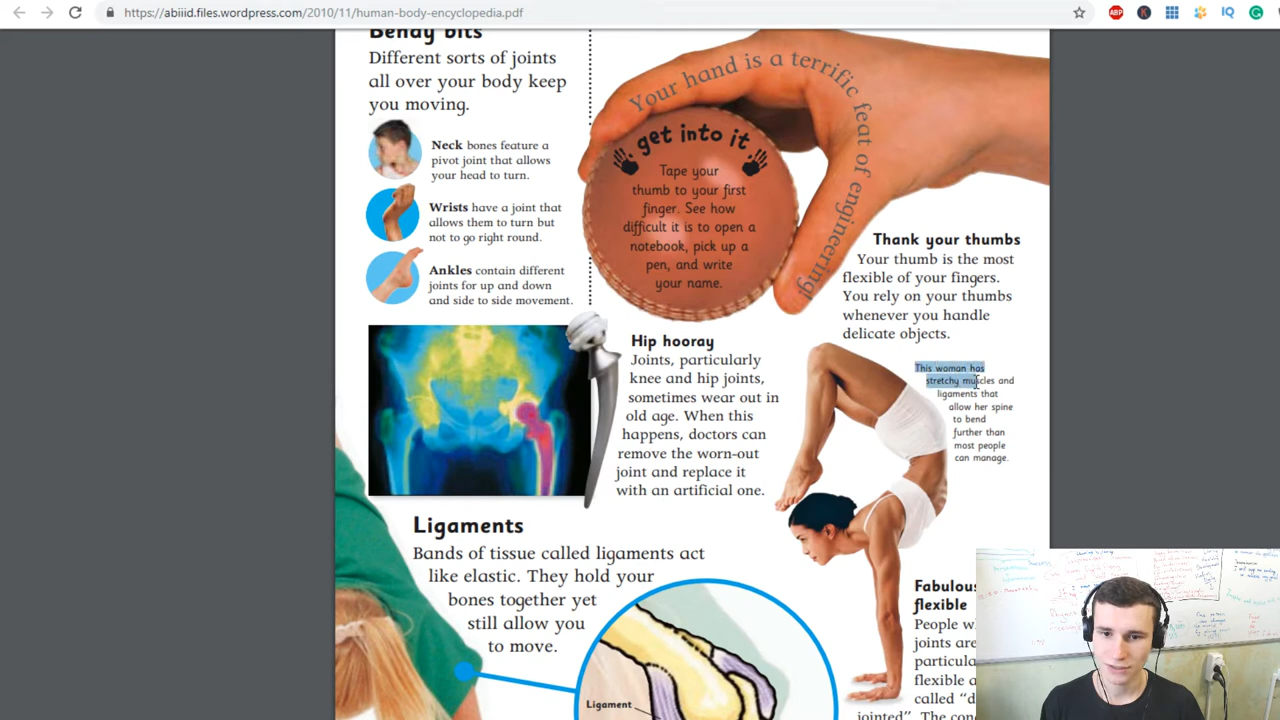 https://abiiid.files.wordpress.com/2010/11/human-body-encyclopedia.pdf
ABP
K
IQ
G
Bendy bits
Different sorts of joints
all over your body keep
you moving.
Neck bones feature a
pivot joint that allows
your head to turn.
Wrists have a joint that
allows them to turn but
not to go right round.
Ankles contain different
joints for up and down
and side to side movement.
Your hand is a terrific feat of engineering!
get into it
Tape your
thumb to your first
finger. See how
difficult it is to open a
notebook, pick up a
pen, and write
your name.
Thank your thumbs
Your thumb is the most
flexible of your fingers.
You rely on your thumbs
whenever you handle
delicate objects.
Hip hooray
Joints, particularly
knee and hip joints,
sometimes wear out in
old age. When this
happens, doctors can
remove the worn-out
joint and replace it
with an artificial one.
This woman has
stretchy muscles and
ligaments that
allow her spine
to bend
further than
most people
can manage.
Ligaments
Bands of tissue called ligaments act
like elastic. They hold your
bones together yet
still allow you
to move.
Ligament
Fabulous
flexible
People w
joints are
particula
flexible a
called "d
jointed". The con